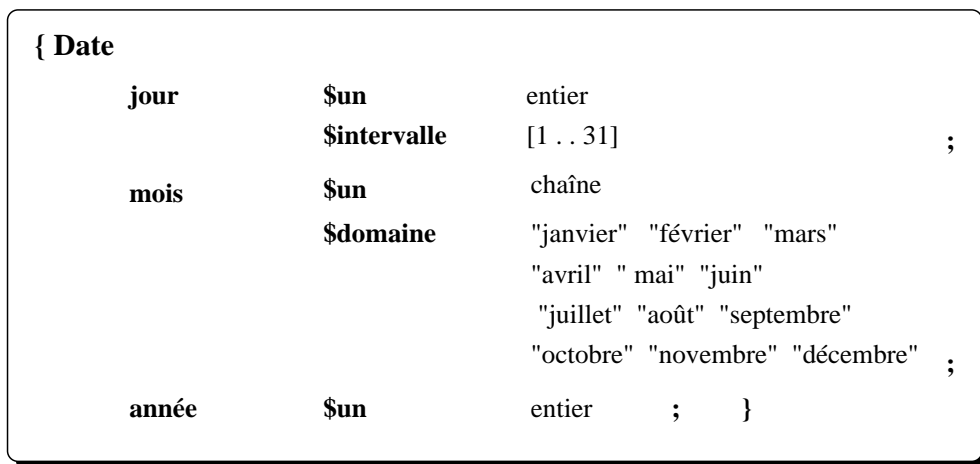 { Date
jour $un entier
$intervalle [1 . . 31] ;
mois $un chaîne
$domaine "janvier" "février" "mars"
"avril" " mai" "juin"
"juillet" "août" "septembre"
"octobre" "novembre" "décembre" ;
année $un entier ; }